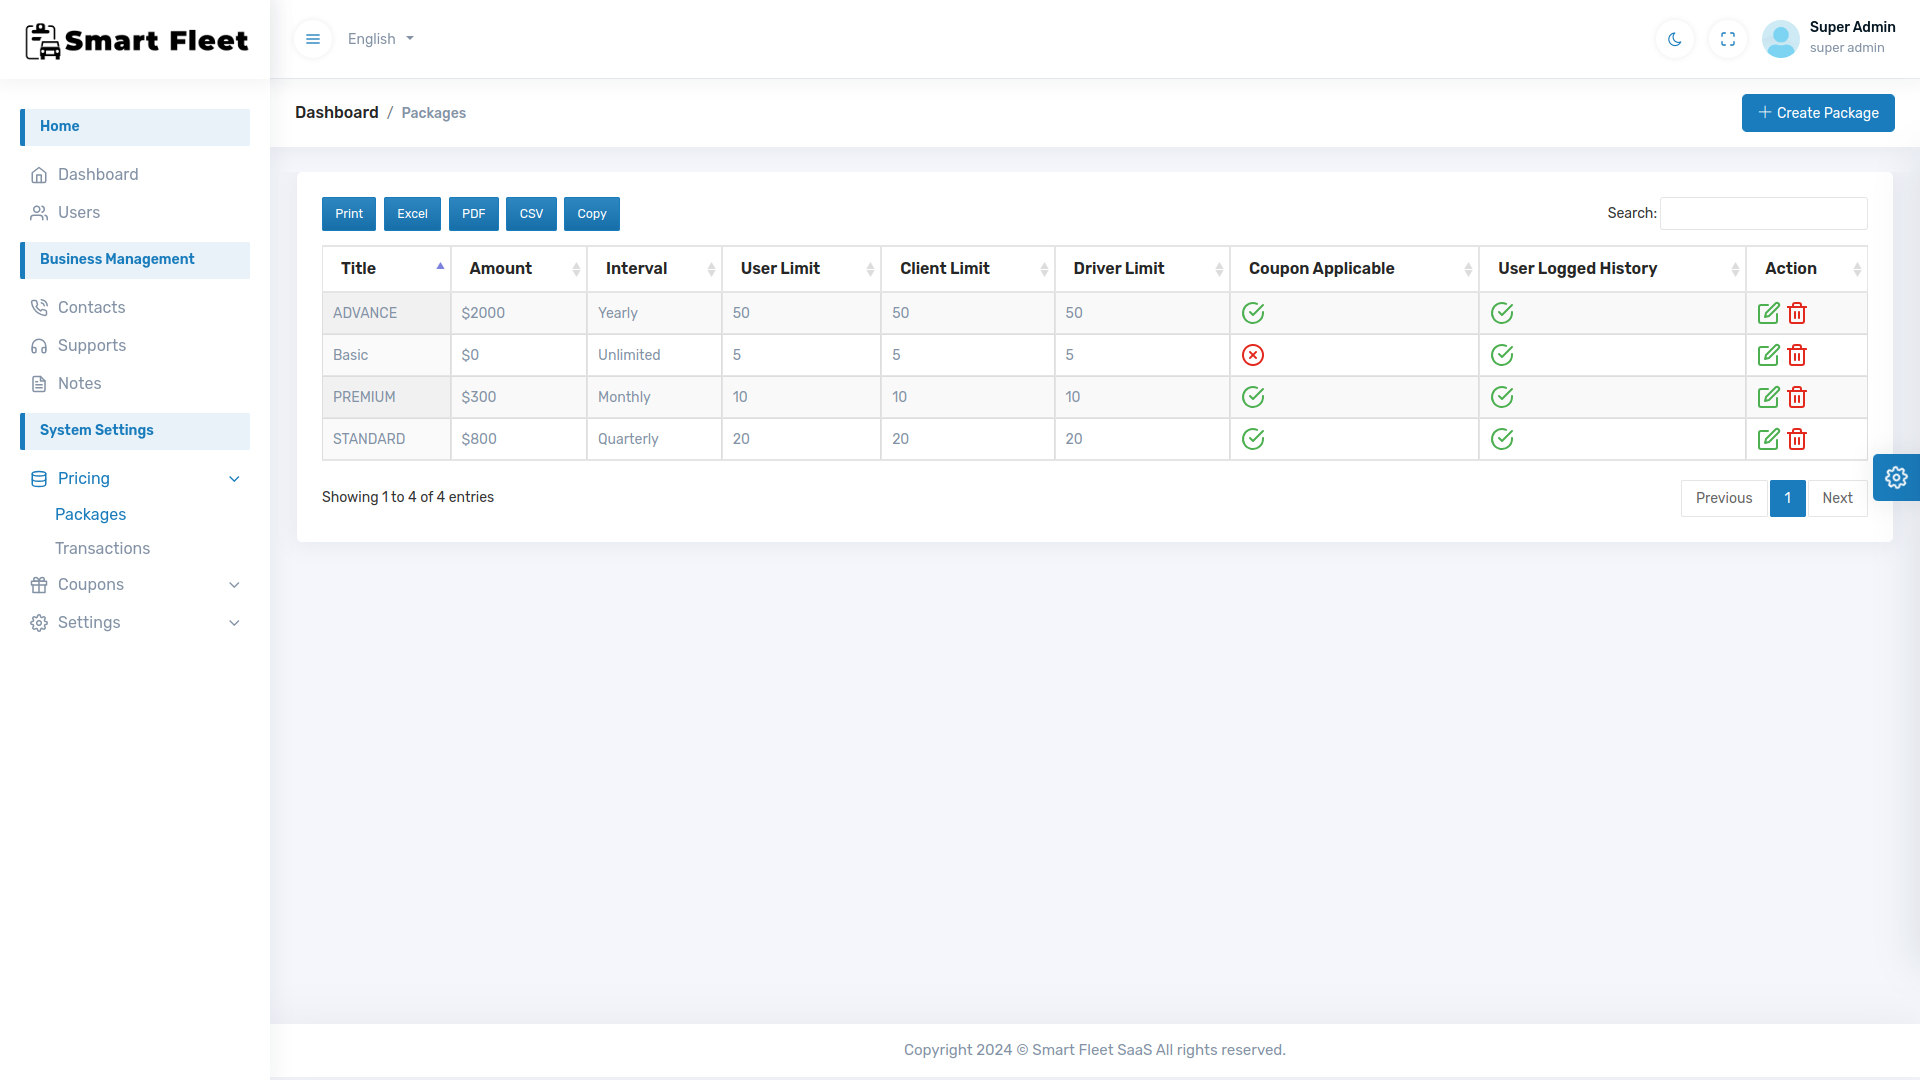 Smart Fleet
English
Super Admin
super admin
Home
Dashboard
Users
Business Management
Contacts
Supports
Notes
System Settings
Pricing
Packages
Transactions
Coupons
Settings
Dashboard / Packages
Create Package
Print Excel PDF CSV Copy
Search:
Title Amount Interval User Limit Client Limit Driver Limit Coupon Applicable User Logged History Action
ADVANCE $2000 Yearly 50 50 50
Basic $0 Unlimited 5 5 5
PREMIUM $300 Monthly 10 10 10
STANDARD $800 Quarterly 20 20 20
Showing 1 to 4 of 4 entries
Previous 1 Next
Copyright 2024 © Smart Fleet SaaS All rights reserved.